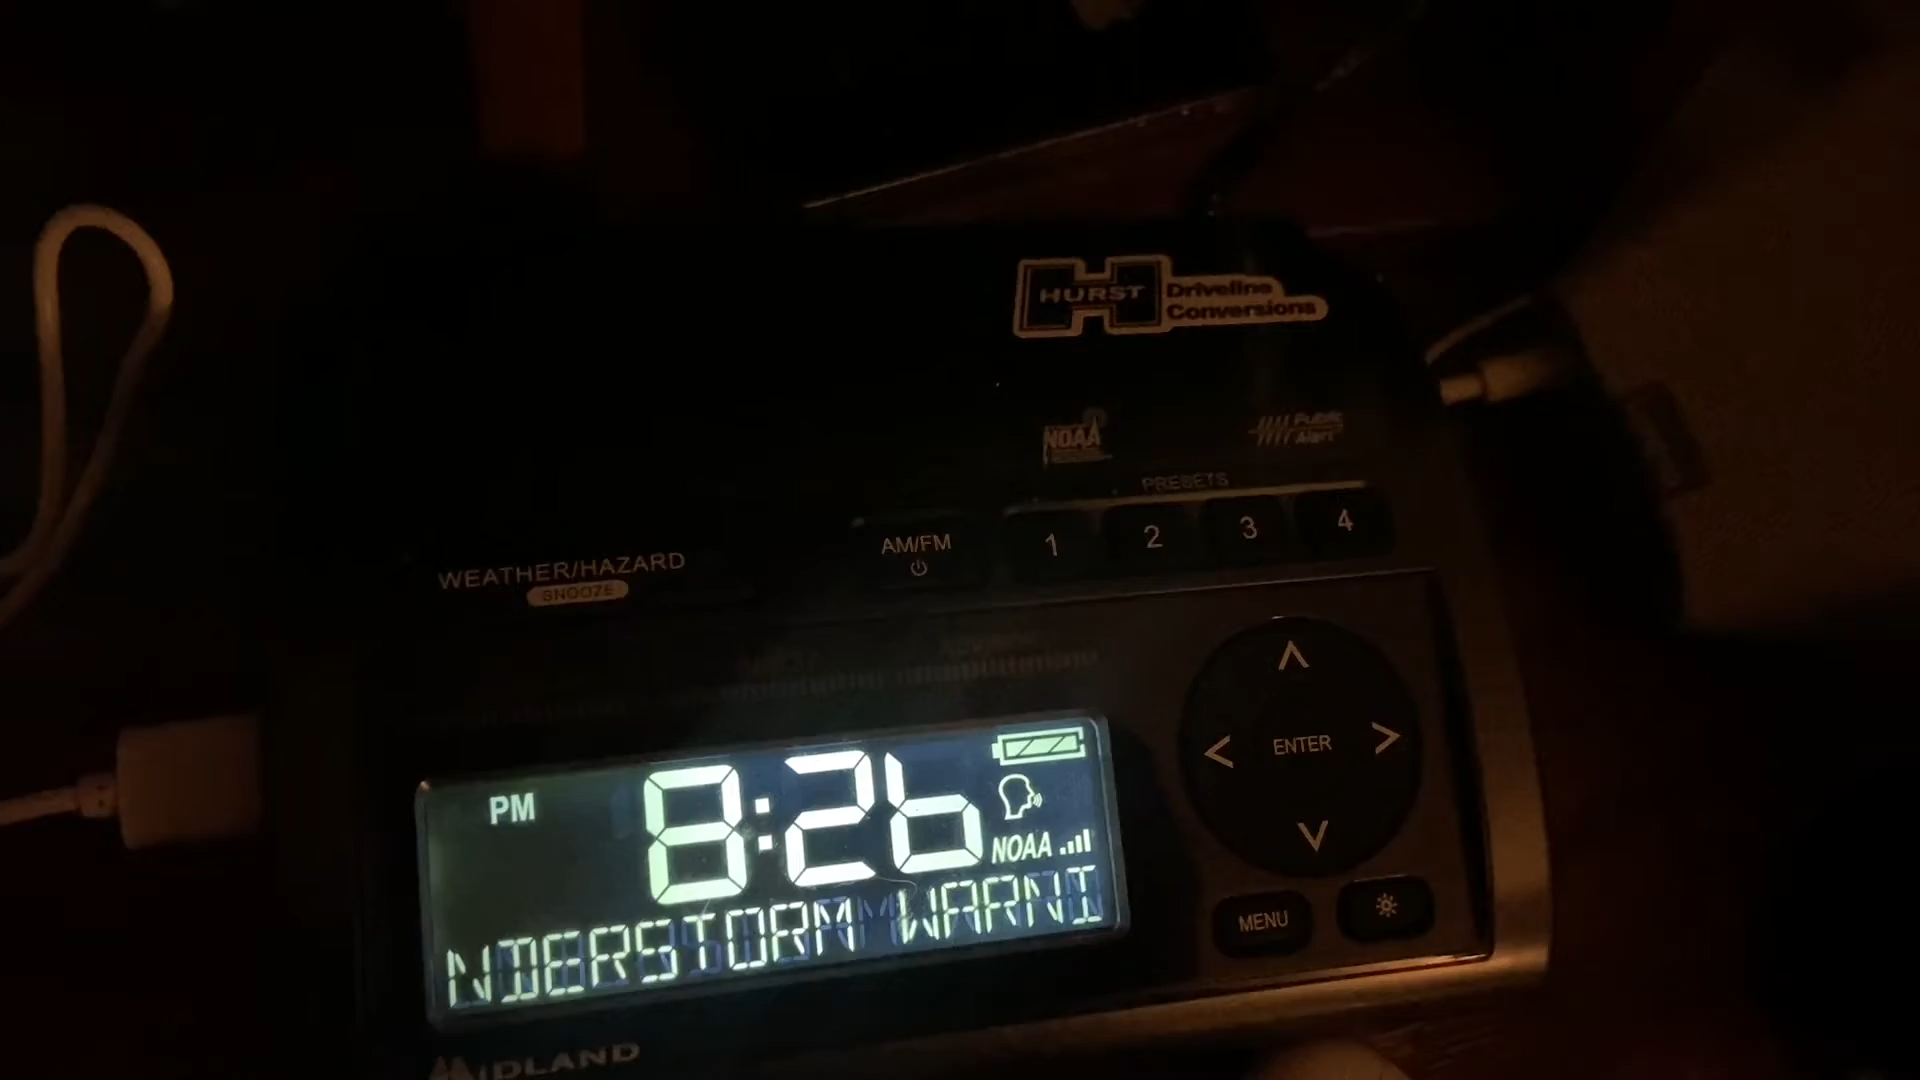 HURST Driveline
Conversions
NOAA
Public
Alert
PRESETS
AM/FM
1
2
3
4
WEATHER/HAZARD
SNOOZE
ENTER
PM 8:26
NOAA
NDERSTORM WARNI
MENU
MIDLAND